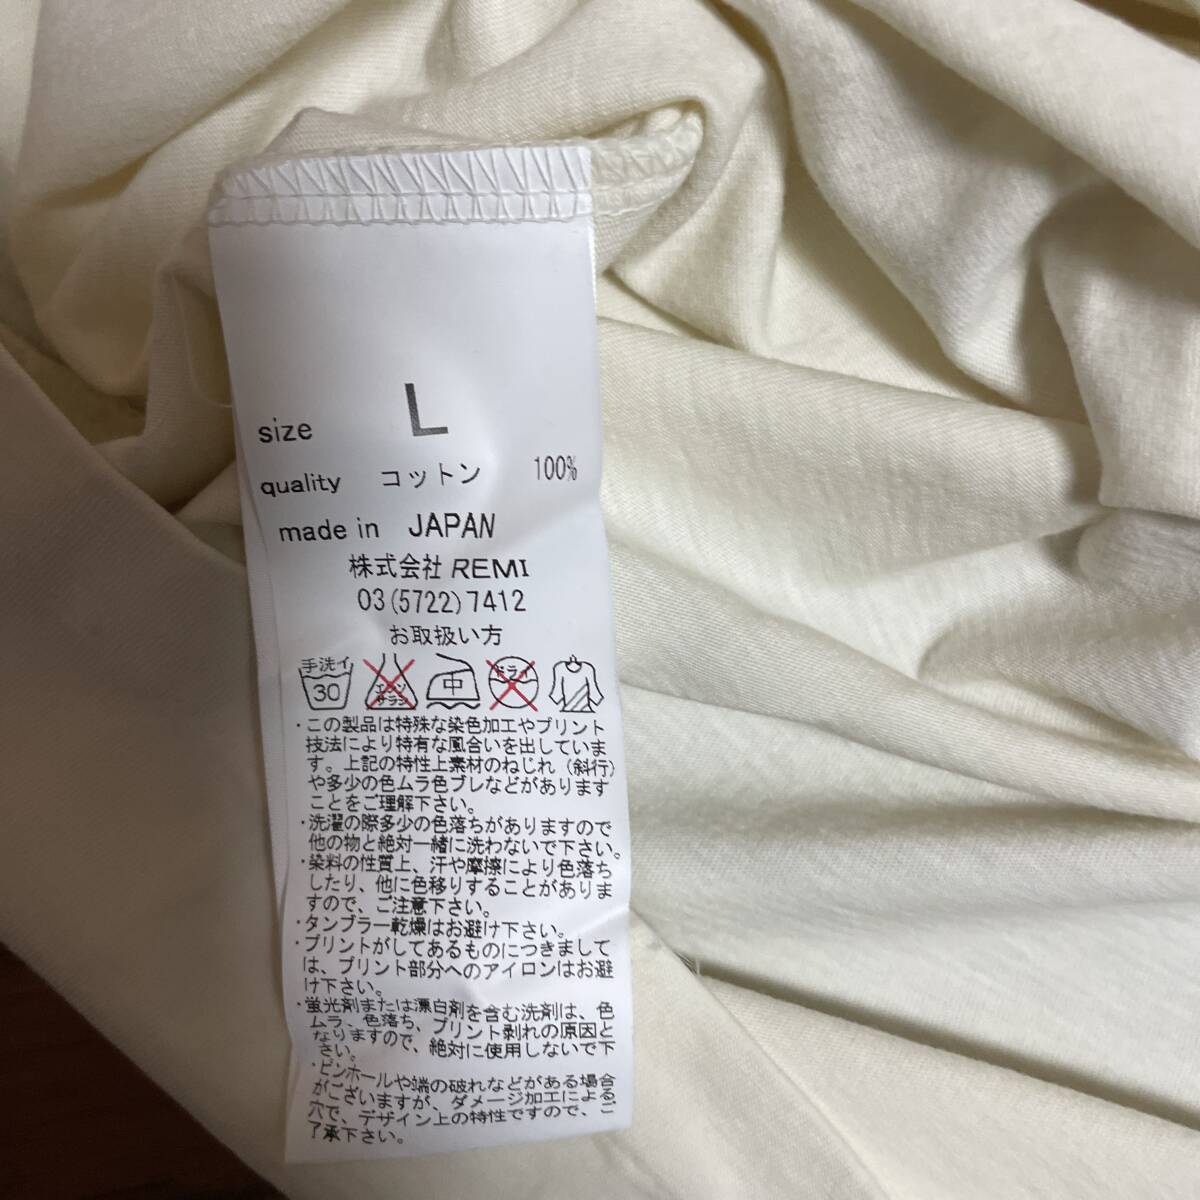 size L
quality コットン 100%
made in JAPAN
株式会社 REMI
03(5722)7412
お取扱い方
手洗イ 30 エンソサラシ 中 ドライ
・この製品は特殊な染色加工やプリント
技法により特有な風合いを出していま
す。上記の特性上素材のねじれ（斜行）
や多少の色ムラ色ブレなどがあります
ことをご理解下さい。
・洗濯の際多少の色落ちがありますので
他の物と絶対一緒に洗わないで下さい。
・染料の性質上、汗や摩擦により色落ち
したり、他に色移りすることがありま
すので、ご注意下さい。
・タンブラー乾燥はお避け下さい。
・プリントがしてあるものにつきまして
は、プリント部分へのアイロンはお避
け下さい。
・蛍光剤または漂白剤を含む洗剤は、色
ムラ、色落ち、プリント剥れの原因と
なりますので、絶対に使用しないで下
さい。
・ピンホールや端の破れなどがある場合
がございますが、ダメージ加工による
穴で、デザイン上の特性ですので、ご
了承下さい。